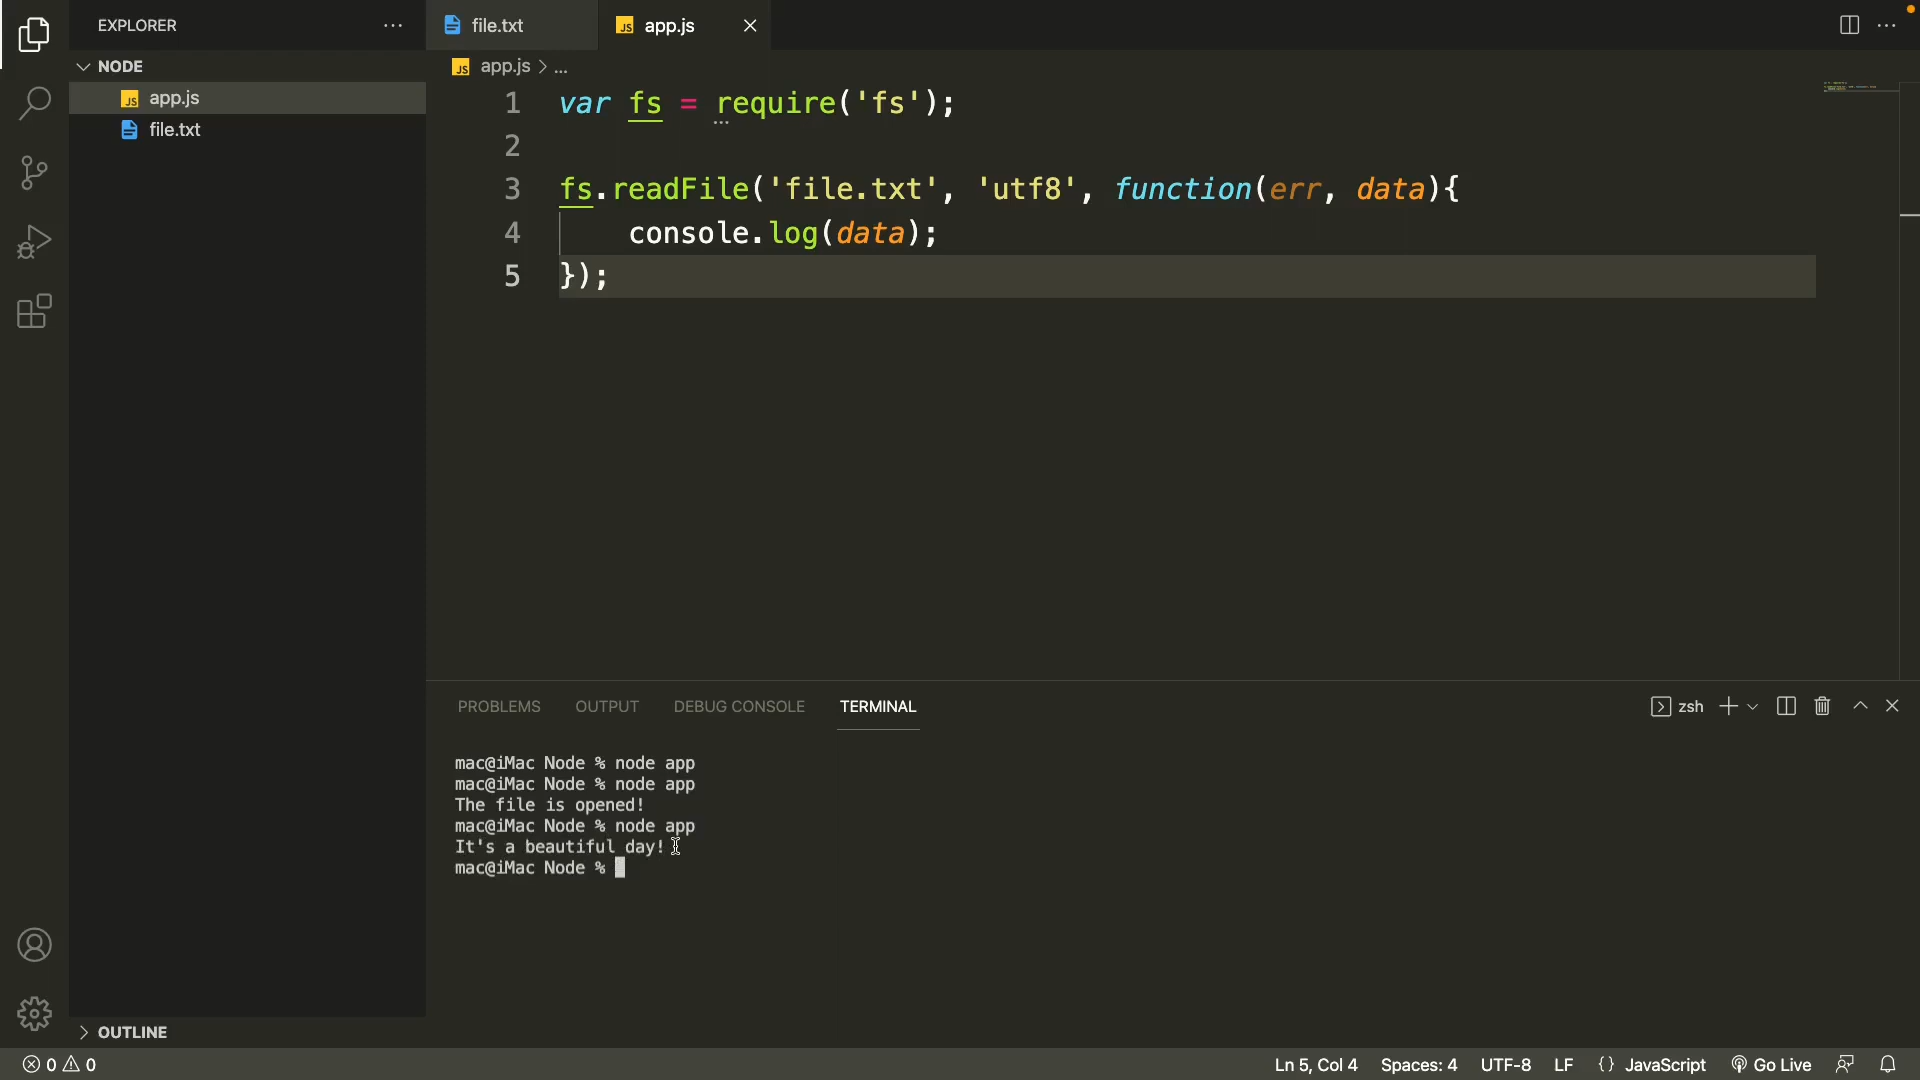 EXPLORER
file.txt
JS app.js
NODE
JS app.js > ...
JS app.js
file.txt
1 var fs = require('fs');
2
3 fs.readFile('file.txt', 'utf8', function(err, data){
4 console.log(data);
5 });
PROBLEMS OUTPUT DEBUG CONSOLE TERMINAL
zsh
mac@iMac Node % node app
mac@iMac Node % node app
The file is opened!
mac@iMac Node % node app
It's a beautiful day!
mac@iMac Node %
OUTLINE
0 0
Ln 5, Col 4 Spaces: 4 UTF-8 LF {} JavaScript Go Live